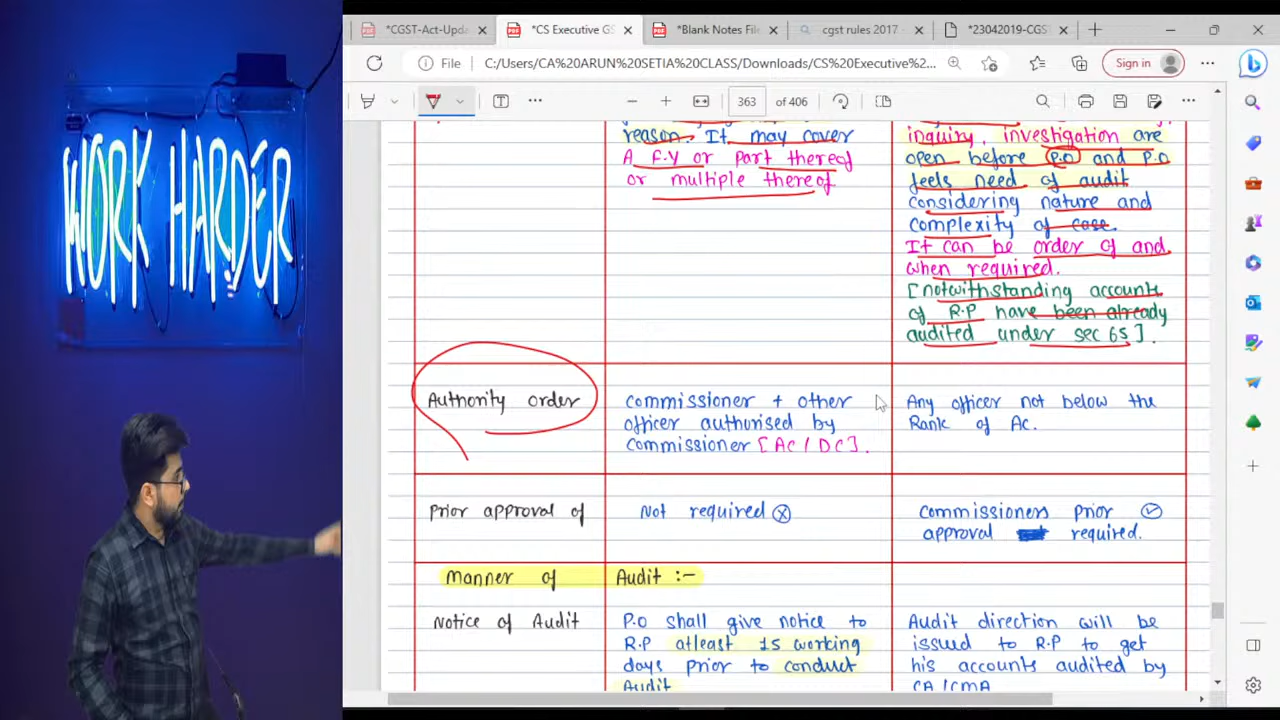 WORK HARDER
*CGST-Act-Upda
*CS Executive GS
*Blank Notes File
cgst rules 2017
*23042019-CGST
File
C:/Users/CA%20ARUN%20SETIA%20CLASS/Downloads/CS%20Executive%2...
Sign in
363 of 406
reason. It may cover
A F.Y or Part thereof
or multiple thereof
inquiry, investigation are
open before P.O and P.O
feels need of audit
considering nature and
complexity of case.
It can be order of and
when required.
[notwithstanding accounts
of R.P have been already
audited under sec 65].
Authority order
commissioner + other
officer authorised by
commissioner [AC / DC].
Any officer not below the
Rank of AC.
Prior approval of
Not required
commissioners prior
approval required.
Manner of Audit :-
Notice of Audit
P.O shall give notice to
R.P atleast 15 working
days prior to conduct
Audit
Audit direction will be
issued to R.P to get
his accounts audited by
CA/CMA